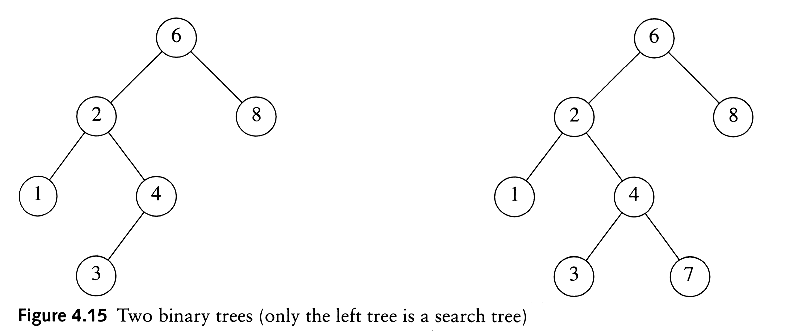 6 6
2 8 2 8
1 4 1 4
3 3 7
Figure 4.15 Two binary trees (only the left tree is a search tree)